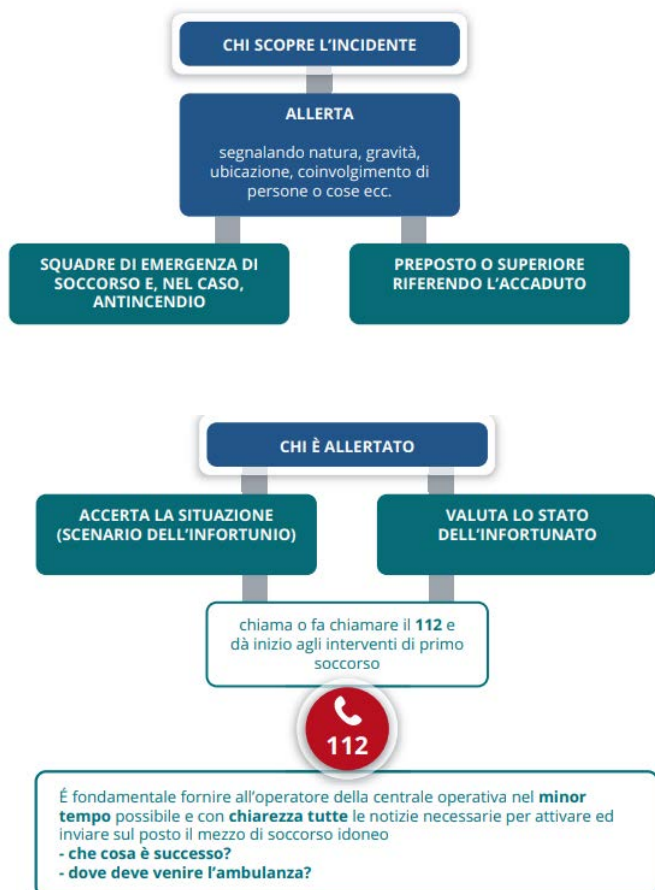 CHI SCOPRE L'INCIDENTE
ALLERTA
segnalando natura, gravità,
ubicazione, coinvolgimento di
persone o cose ecc.
SQUADRE DI EMERGENZA DI
SOCCORSO E, NEL CASO,
ANTINCENDIO
PREPOSTO O SUPERIORE
RIFERENDO L'ACCADUTO
CHI È ALLERTATO
ACCERTA LA SITUAZIONE
(SCENARIO DELL'INFORTUNIO)
VALUTA LO STATO
DELL'INFORTUNATO
chiama o fa chiamare il 112 e
dà inizio agli interventi di primo
soccorso
112
É fondamentale fornire all'operatore della centrale operativa nel minor
tempo possibile e con chiarezza tutte le notizie necessarie per attivare ed
inviare sul posto il mezzo di soccorso idoneo
- che cosa è successo?
- dove deve venire l'ambulanza?